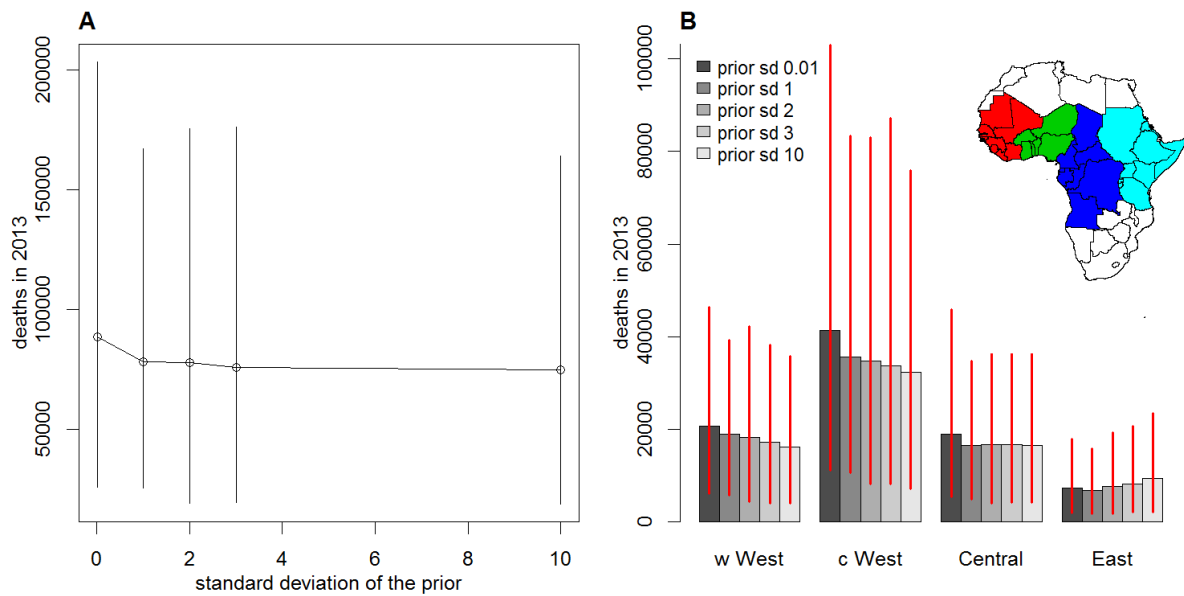 A
deaths in 2013
200000
150000
100000
50000
0 2 4 6 8 10
standard deviation of the prior
B
deaths in 2013
100000
80000
60000
40000
20000
0
prior sd 0.01
prior sd 1
prior sd 2
prior sd 3
prior sd 10
w West c West Central East